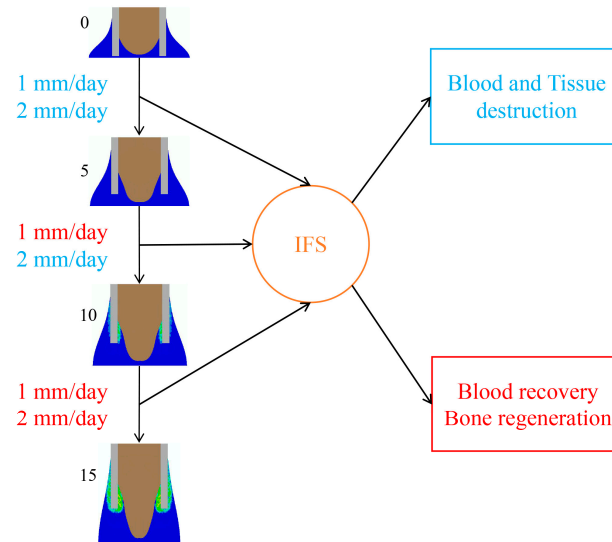 0
1 mm/day
2 mm/day
5
1 mm/day
2 mm/day
10
1 mm/day
2 mm/day
15
IFS
Blood and Tissue
destruction
Blood recovery
Bone regeneration